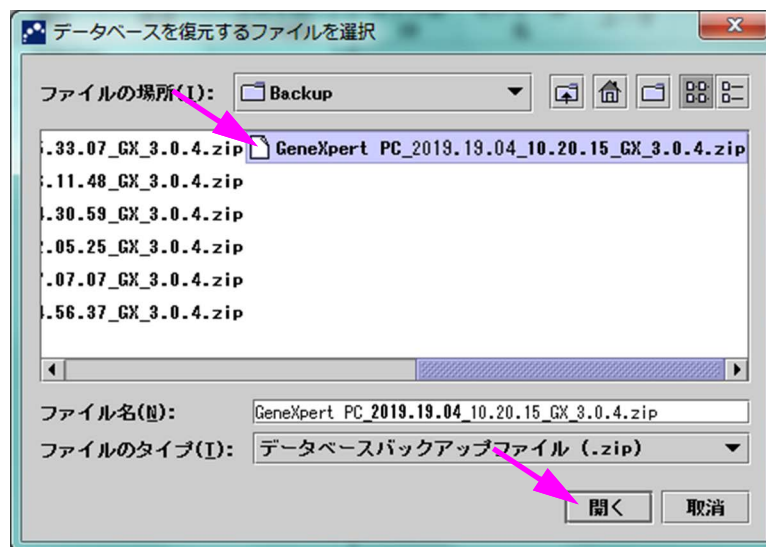 データベースを復元するファイルを選択
ファイルの場所(I): Backup
.33.07_GX_3.0.4.zip GeneXpert PC_2019.19.04_10.20.15_GX_3.0.4.zip
.11.48_GX_3.0.4.zip
.30.59_GX_3.0.4.zip
.05.25_GX_3.0.4.zip
.07.07_GX_3.0.4.zip
.56.37_GX_3.0.4.zip
ファイル名(N): GeneXpert PC_2019.19.04_10.20.15_GX_3.0.4.zip
ファイルのタイプ(T): データベースバックアップファイル (.zip)
開く 取消